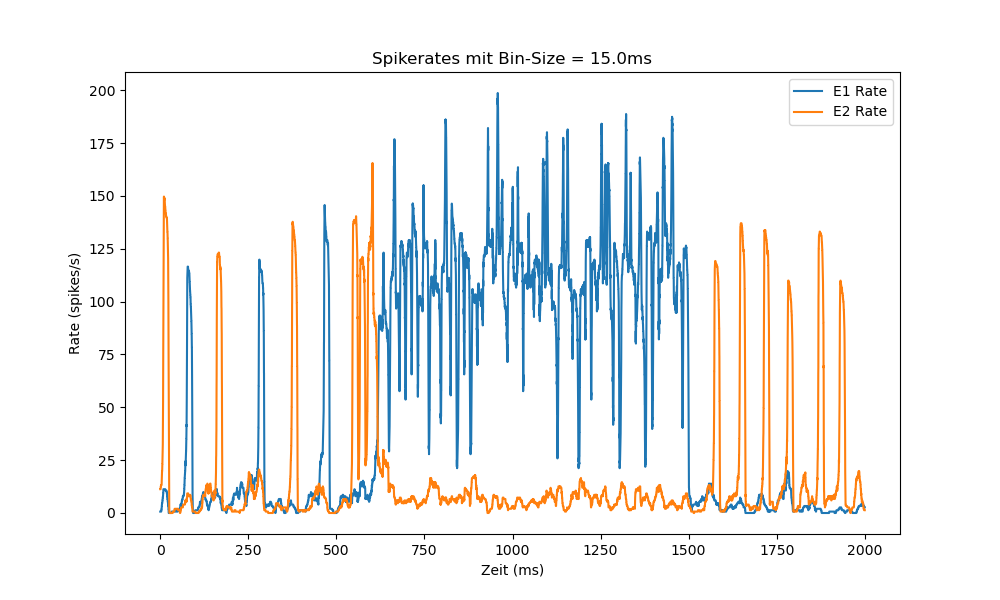 Spikerates mit Bin-Size = 15.0ms
E1 Rate
E2 Rate
Rate (spikes/s)
200
175
150
125
100
75
50
25
0
0 250 500 750 1000 1250 1500 1750 2000
Zeit (ms)